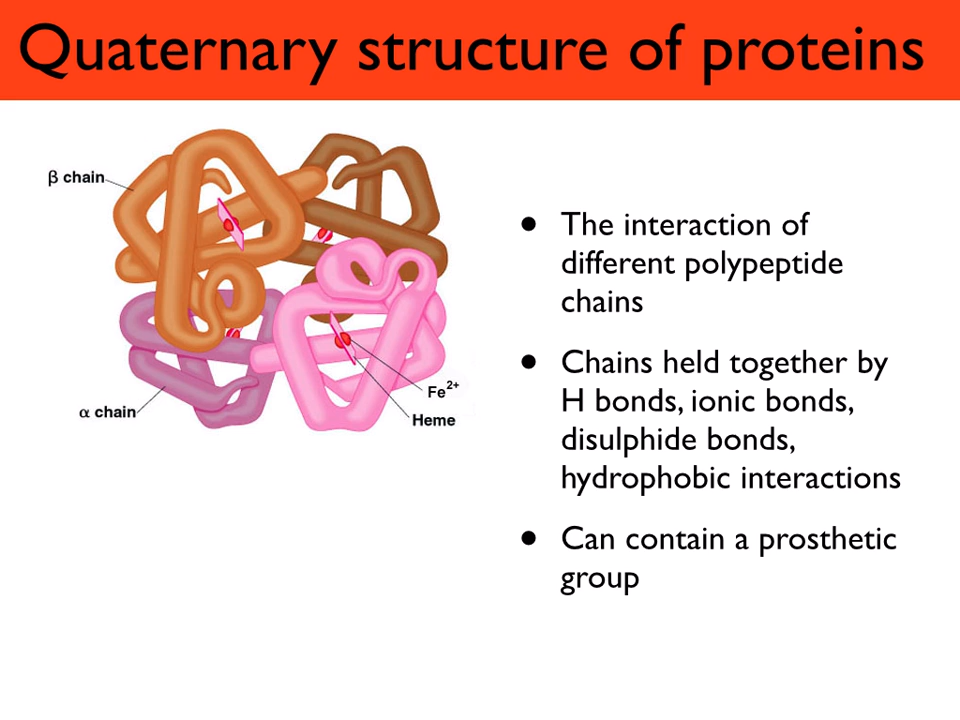 Quaternary structure of proteins
β chain
α chain
Fe²⁺
Heme
• The interaction of
different polypeptide
chains
• Chains held together by
H bonds, ionic bonds,
disulphide bonds,
hydrophobic interactions
• Can contain a prosthetic
group